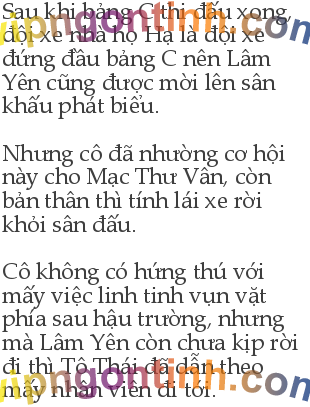 Sau khi bảng C thi đấu xong,
đội xe nhà họ Hạ là đội xe
đứng đầu bảng C nên Lâm
Yên cũng được mời lên sân
khấu phát biểu.
Nhưng cô đã nhường cơ hội
này cho Mạc Thư Vân, còn
bản thân thì tính lái xe rời
khỏi sân đấu.
Cô không có hứng thú với
mấy việc linh tinh vụn vặt
phía sau hậu trường, nhưng
mà Lâm Yên còn chưa kịp rời
đi thì Tô Thái đã dẫn theo
mấy nhân viên đi tới.
vipngontinh.com
vipngontinh.com